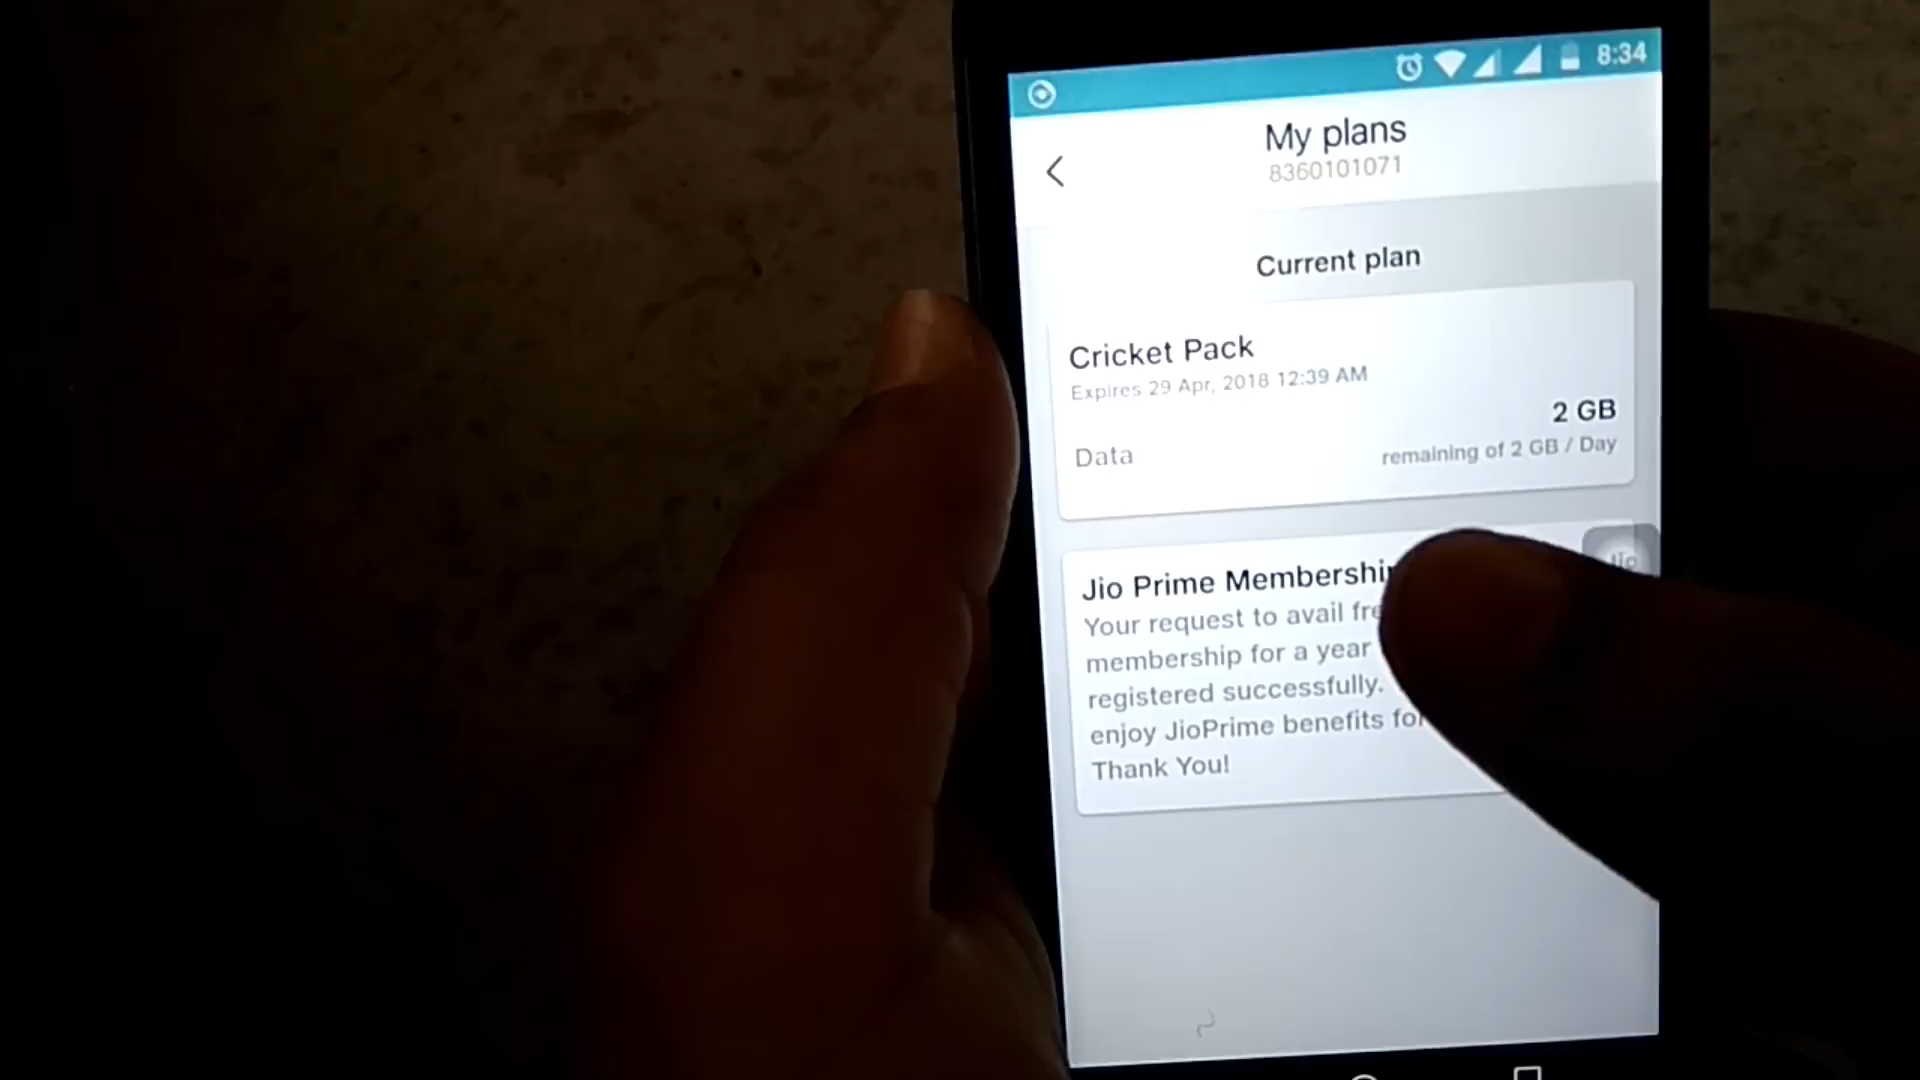 8:34
My plans
8360101071
Current plan
Cricket Pack
Expires 29 Apr, 2018 12:39 AM
2 GB
Data
remaining of 2 GB / Day
Jio Prime Membership
Your request to avail
membership for a year
registered successfully.
enjoy JioPrime benefits for
Thank You!